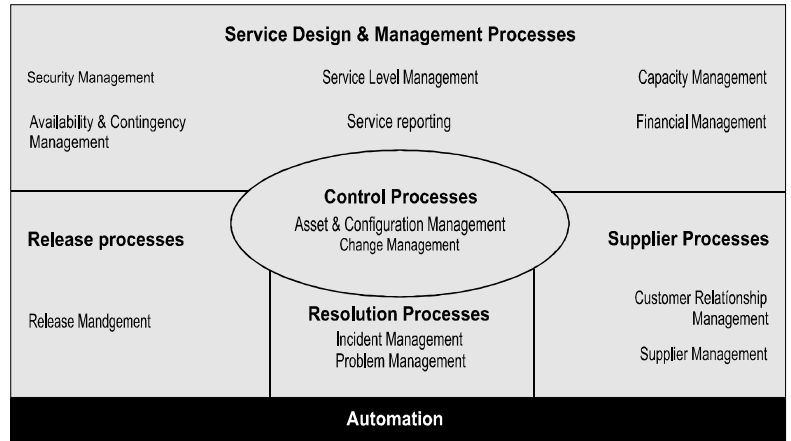 Service Design & Management Processes
Security Management
Service Level Management
Capacity Management
Availability & Contingency
Management
Service reporting
Financial Management
Control Processes
Asset & Configuration Management
Change Management
Release processes
Release Mandgement
Resolution Processes
Incident Management
Problem Management
Supplier Processes
Customer Relatíonship
Management
Supplier Management
Automation